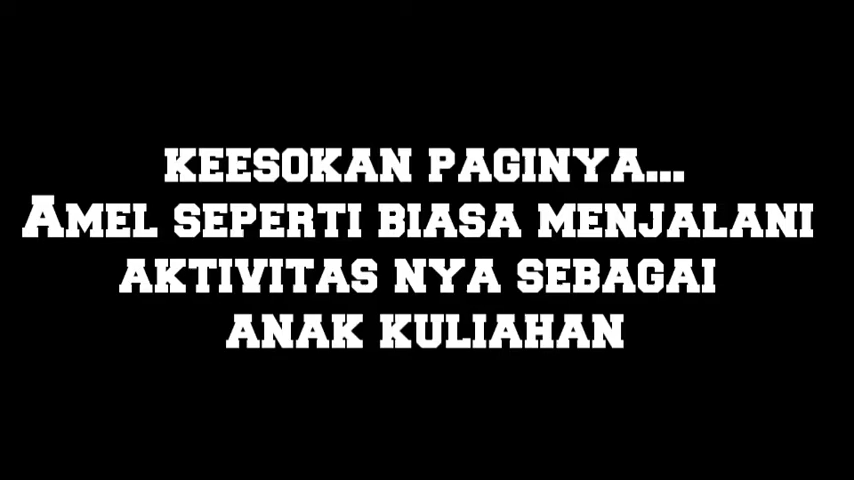 KEESOKAN PAGINYA...
AMEL SEPERTI BIASA MENJALANI
AKTIVITAS NYA SEBAGAI
ANAK KULIAHAN